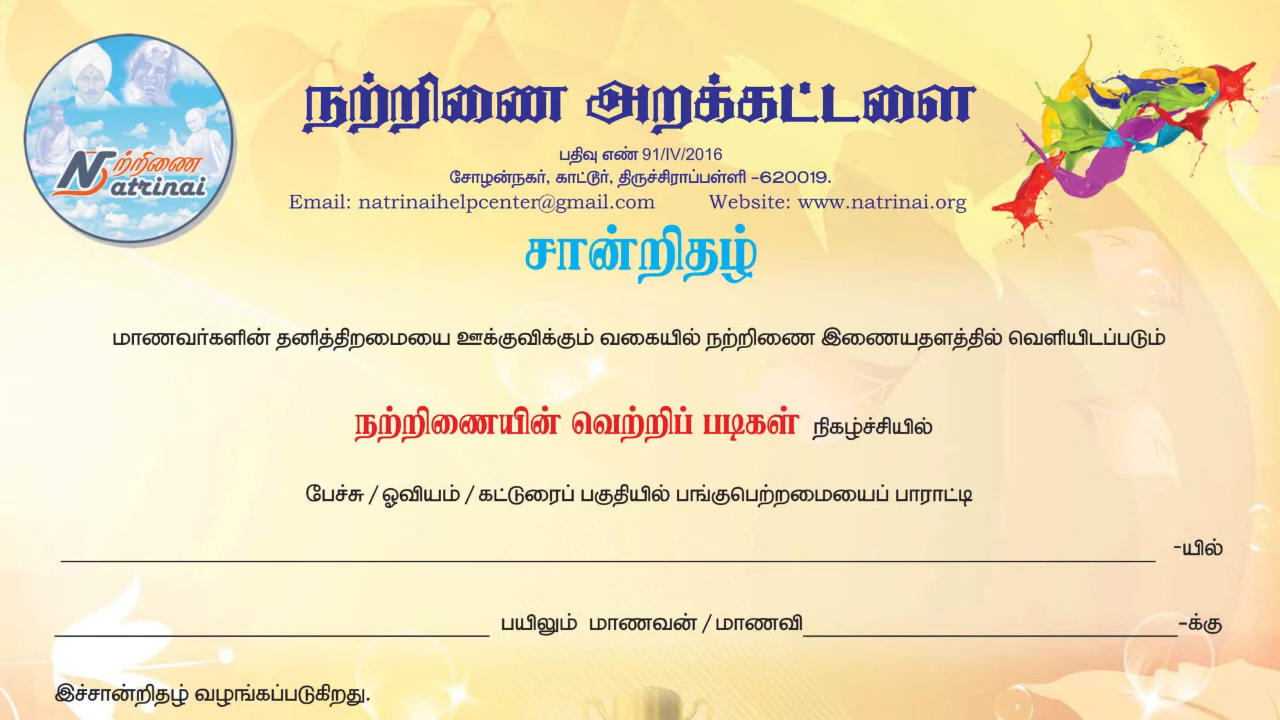 நற்றிணை அறக்கட்டளை
பதிவு எண் 91/IV/2016
சோழன்நகர், காட்டூர், திருச்சிராப்பள்ளி -620019.
Email: natrinaihelpcenter@gmail.com Website: www.natrinai.org
ற்றிணை
Natrinai
சான்றிதழ்
மாணவர்களின் தனித்திறமையை ஊக்குவிக்கும் வகையில் நற்றிணை இணையதளத்தில் வெளியிடப்படும்
நற்றிணையின் வெற்றிப் படிகள் நிகழ்ச்சியில்
பேச்சு / ஓவியம் / கட்டுரைப் பகுதியில் பங்குபெற்றமையைப் பாராட்டி
-யில்
பயிலும் மாணவன் / மாணவி -க்கு
இச்சான்றிதழ் வழங்கப்படுகிறது.